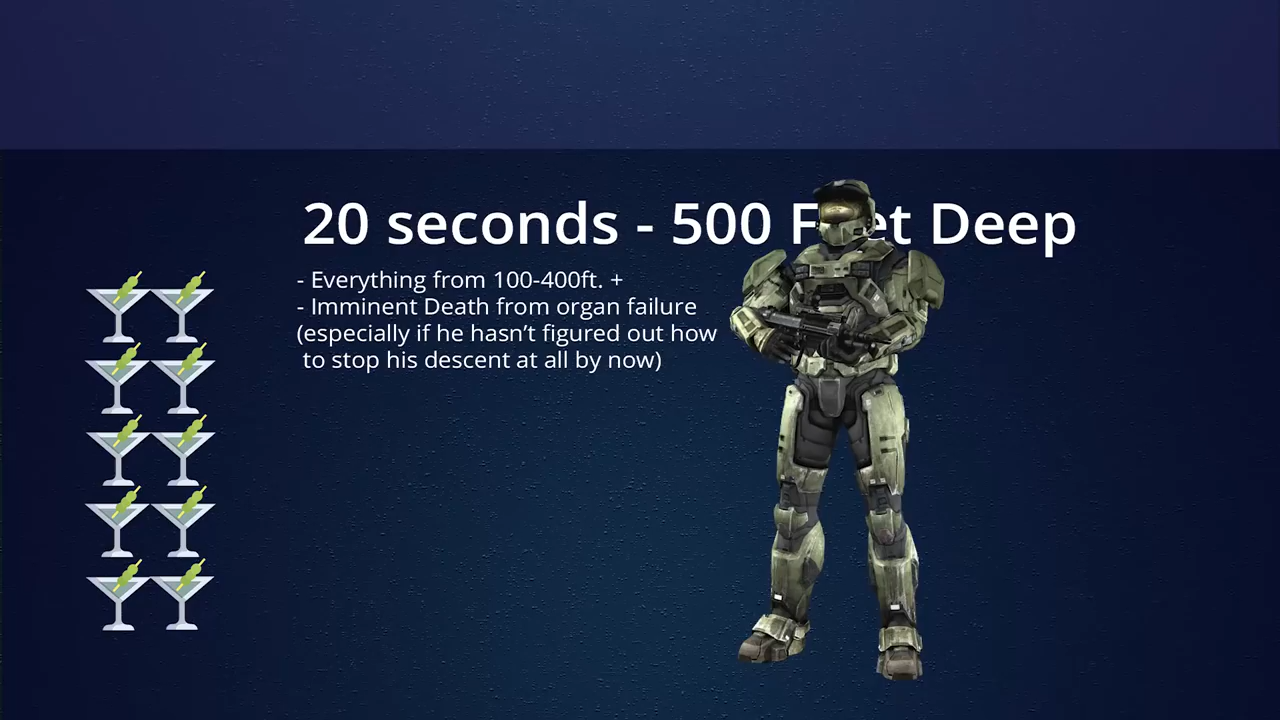 20 seconds - 500 Feet Deep
- Everything from 100-400ft. +
- Imminent Death from organ failure
(especially if he hasn't figured out how
to stop his descent at all by now)